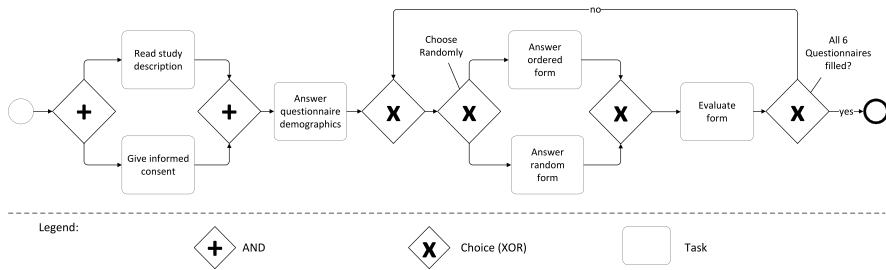 no
Read study
description
Choose
Randomly
Answer
ordered
form
All 6
Questionnaires
filled?
Answer
questionnaire
demographics
Evaluate
form
yes
Give informed
consent
Answer
random
form
Legend:
AND
Choice (XOR)
Task